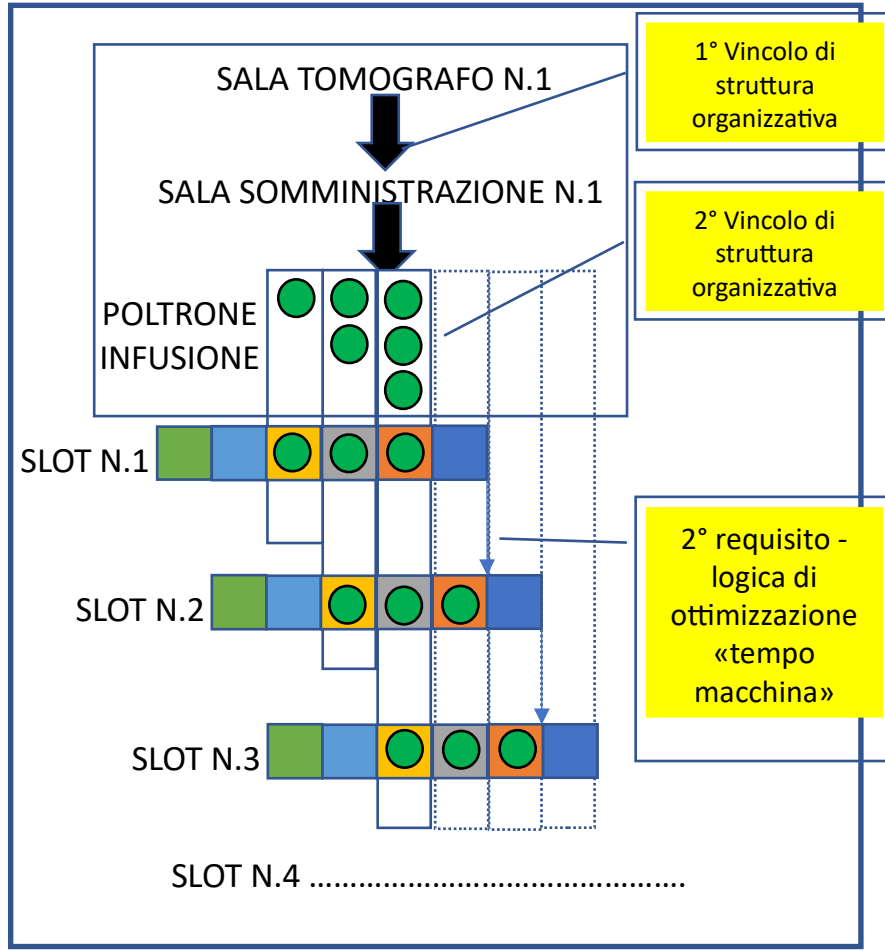 SALA TOMOGRAFO N.1
1° Vincolo di
struttura
organizzativa
SALA SOMMINISTRAZIONE N.1
2° Vincolo di
struttura
organizzativa
POLTRONE
INFUSIONE
SLOT N.1
2° requisito -
logica di
ottimizzazione
«tempo
macchina»
SLOT N.2
SLOT N.3
SLOT N.4 ………………………………….